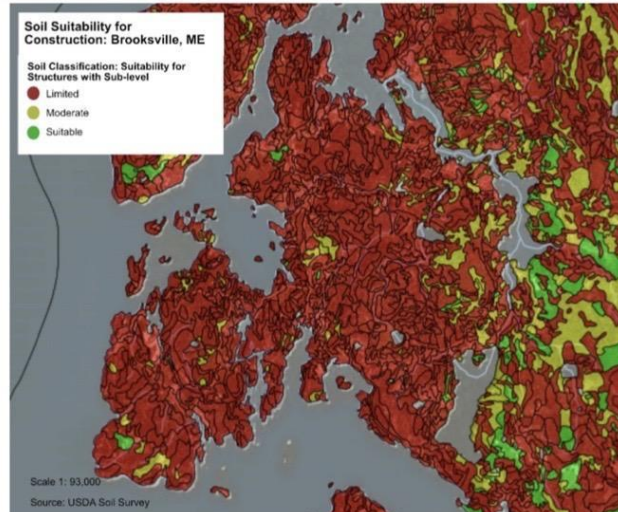 Soil Suitability for
Construction: Brooksville, ME
Soil Classification: Suitability for
Structures with Sub-level
Limited
Moderate
Suitable
Scale 1: 93,000
Source: USDA Soil Survey